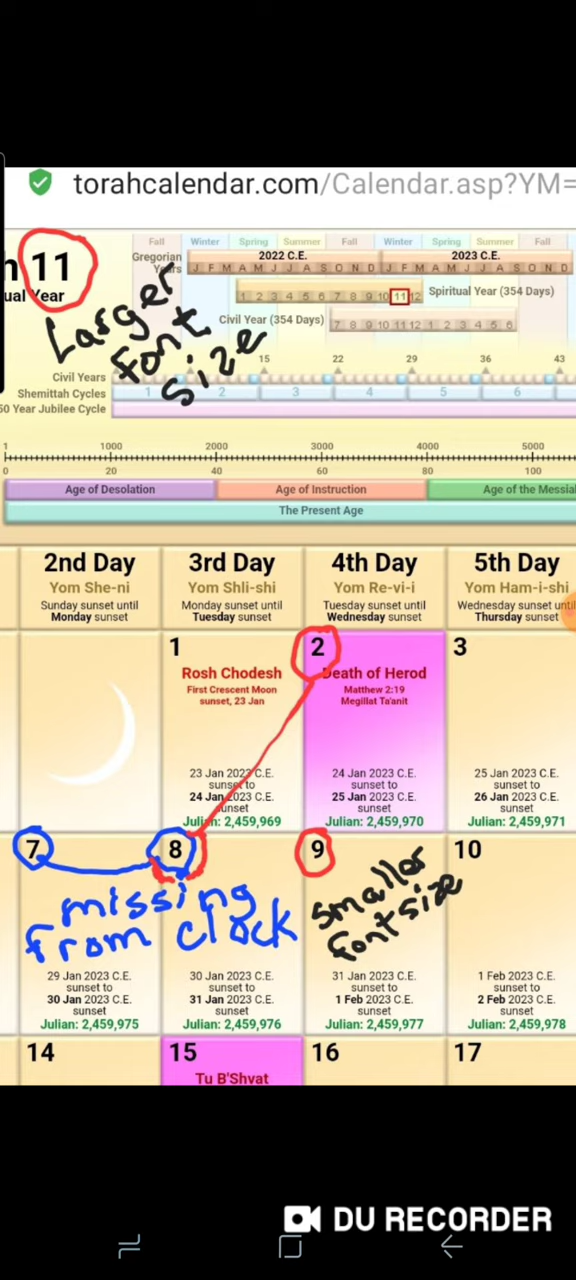 torahcalendar.com/Calendar.asp?YM=
11
ual Year
Fall Winter Spring Summer Fall Winter Spring Summer Fall
Gregorian Years
2022 C.E. 2023 C.E.
J F M A M J J A S O N D J F M A M J J A S O N D
1 2 3 4 5 6 7 8 9 10 11 12 Spiritual Year (354 Days)
Civil Year (354 Days) 7 8 9 10 11 12 1 2 3 4 5 6
Larger
font
size
15 22 29 36 43
Civil Years
Shemittah Cycles 1 2 3 4 5 6
50 Year Jubilee Cycle
1 1000 2000 3000 4000 5000
0 20 40 60 80 100
Age of Desolation Age of Instruction Age of the Messia
The Present Age
2nd Day 3rd Day 4th Day 5th Day
Yom She-ni Yom Shli-shi Yom Re-vi-i Yom Ham-i-shi
Sunday sunset until Monday sunset until Tuesday sunset until Wednesday sunset until
Monday sunset Tuesday sunset Wednesday sunset Thursday sunset
1 2 3
Rosh Chodesh Death of Herod
First Crescent Moon Matthew 2:19
sunset, 23 Jan Megillat Ta'anit
23 Jan 2023 C.E. 24 Jan 2023 C.E. 25 Jan 2023 C.E.
sunset to sunset to sunset to
24 Jan 2023 C.E. 25 Jan 2023 C.E. 26 Jan 2023 C.E.
sunset sunset sunset
Julian: 2,459,969 Julian: 2,459,970 Julian: 2,459,971
7 8 9 10
missing
from clock
smaller
font size
29 Jan 2023 C.E. 30 Jan 2023 C.E. 31 Jan 2023 C.E. 1 Feb 2023 C.E.
sunset to sunset to sunset to sunset to
30 Jan 2023 C.E. 31 Jan 2023 C.E. 1 Feb 2023 C.E. 2 Feb 2023 C.E.
sunset sunset sunset sunset
Julian: 2,459,975 Julian: 2,459,976 Julian: 2,459,977 Julian: 2,459,978
14 15 16 17
Tu B'Shvat
DU RECORDER